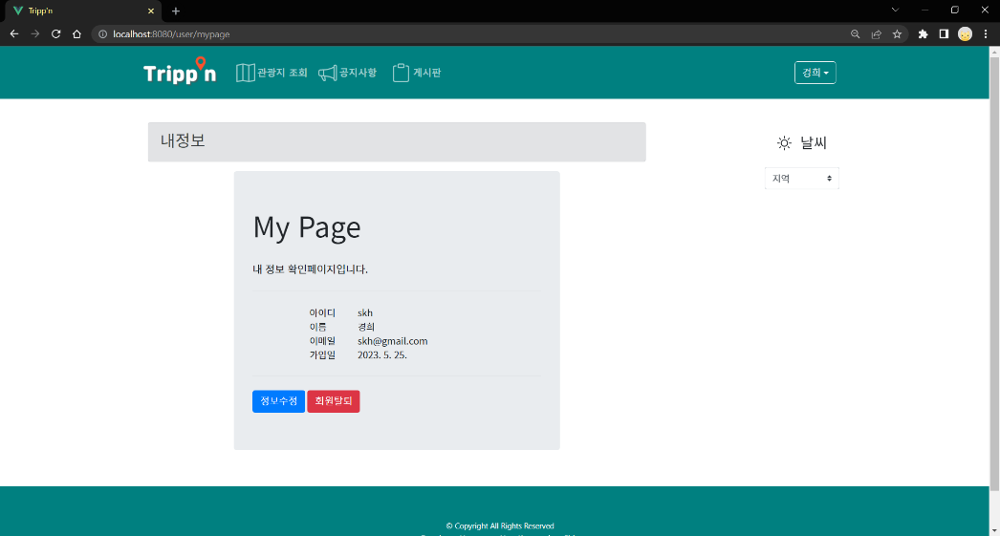 Tripp'n
localhost:8080/user/mypage
Tripp'n
관광지 조회
공지사항
게시판
경희
내정보
날씨
지역
My Page
내 정보 확인페이지입니다.
아이디 skh
이름 경희
이메일 skh@gmail.com
가입일 2023. 5. 25.
정보수정 회원탈퇴
© Copyright All Rights Reserved